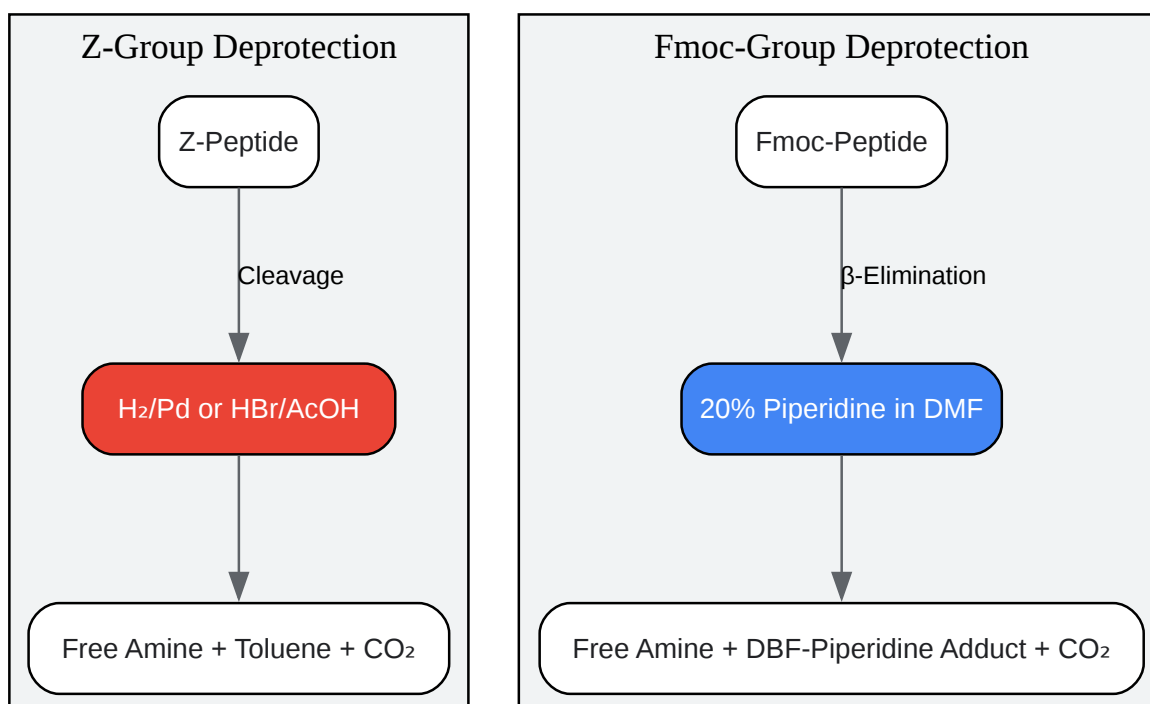 Z-Group Deprotection
Z-Peptide
Cleavage
H₂/Pd or HBr/AcOH
Free Amine + Toluene + CO₂
Fmoc-Group Deprotection
Fmoc-Peptide
β-Elimination
20% Piperidine in DMF
Free Amine + DBF-Piperidine Adduct + CO₂